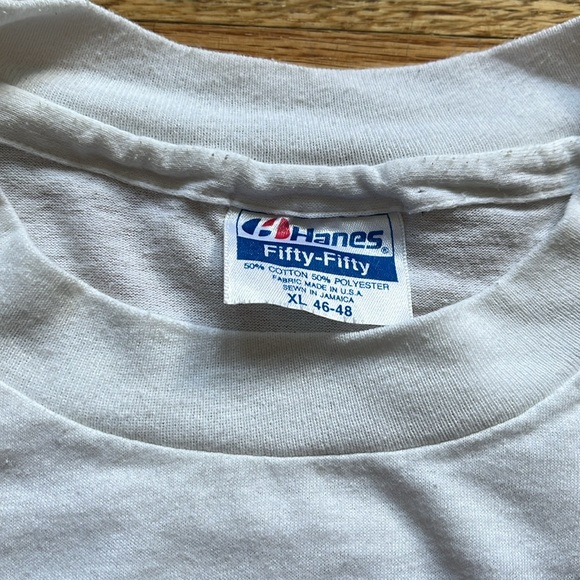 Hanes®
Fifty-Fifty
50% COTTON 50% POLYESTER
FABRIC MADE IN U.S.A.
SEWN IN JAMAICA
XL 46-48